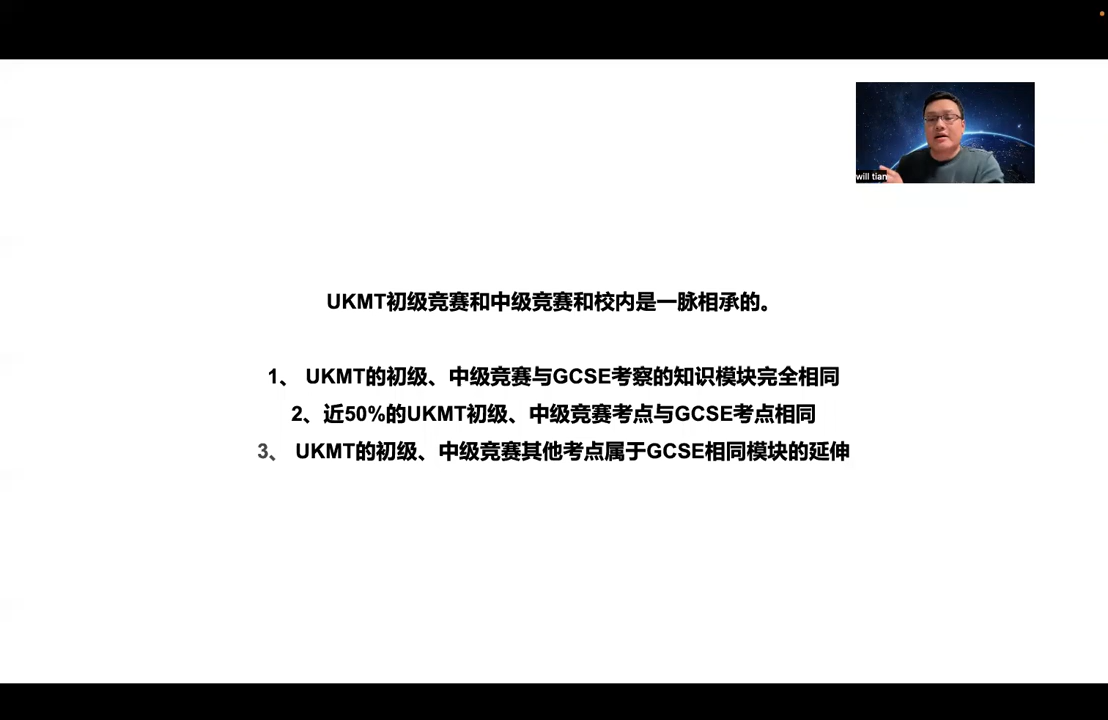 will tian
UKMT初级竞赛和中级竞赛和校内是一脉相承的。
1、 UKMT的初级、中级竞赛与GCSE考察的知识模块完全相同
2、近50%的UKMT初级、中级竞赛考点与GCSE考点相同
3、 UKMT的初级、中级竞赛其他考点属于GCSE相同模块的延伸